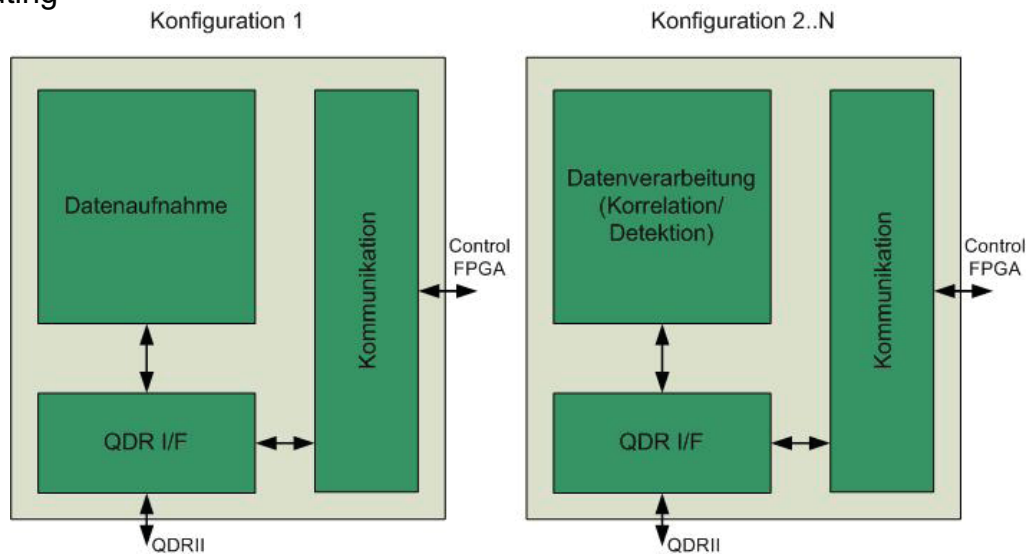 Konfiguration 1
Datenaufnahme
Kommunikation
Control
FPGA
QDR I/F
QDRII
Konfiguration 2..N
Datenverarbeitung
(Korrelation/
Detektion)
Kommunikation
Control
FPGA
QDR I/F
QDRII